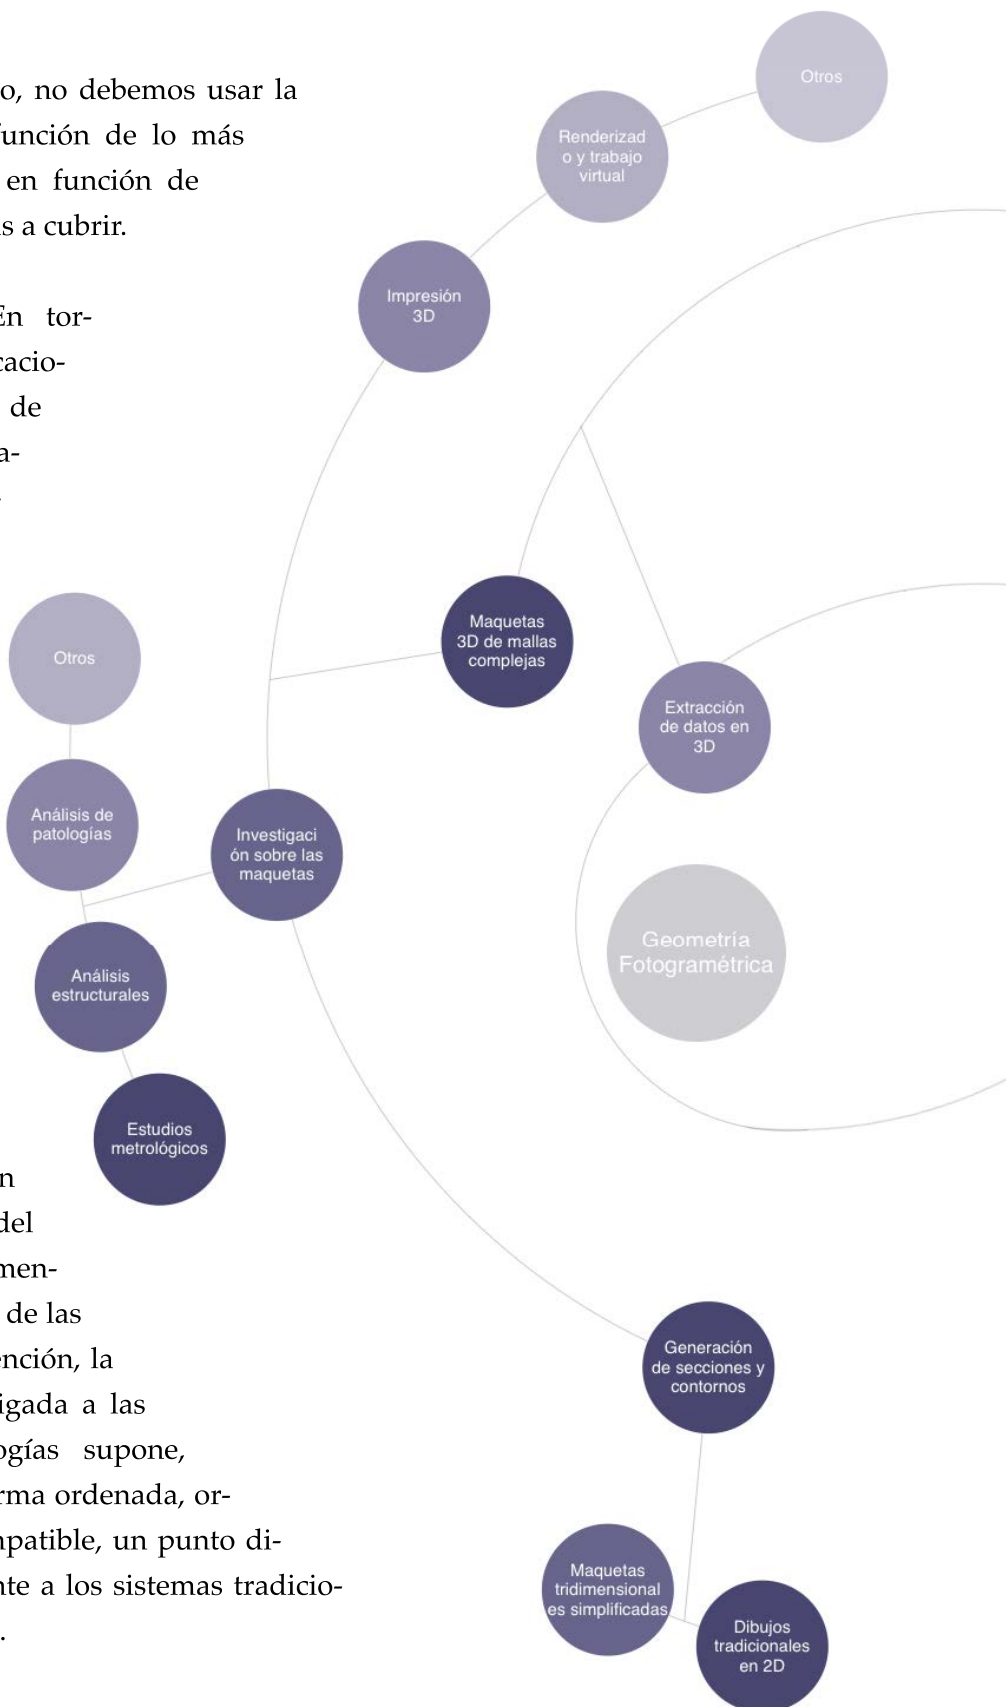 o, no debemos usar la
función de lo más
en función de
s a cubrir.
En tor-
cacio-
de
a-
n
del
men-
de las
ención, la
igada a las
ogías supone,
rma ordenada, or-
npatible, un punto di-
nte a los sistemas tradicio-
.
Otros
Renderizad
o y trabajo
virtual
Impresión
3D
Maquetas
3D de mallas
complejas
Extracción
de datos en
3D
Otros
Análisis de
patologías
Investigaci
ón sobre las
maquetas
Análisis
estructurales
Estudios
metrológicos
Geometría
Fotogramétrica
Generación
de secciones y
contornos
Maquetas
tridimensional
es simplificadas
Dibujos
tradicionales
en 2D